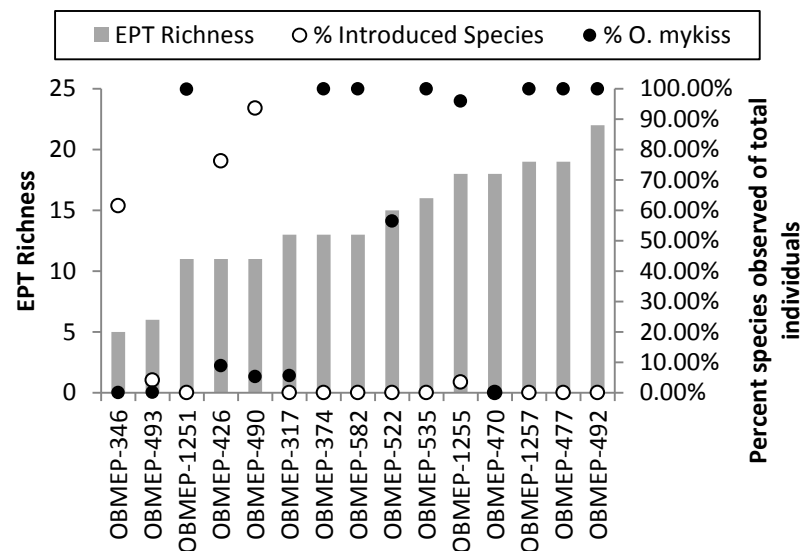 EPT Richness % Introduced Species % O. mykiss
25
20
15
10
5
0
EPT Richness
100.00%
90.00%
80.00%
70.00%
60.00%
50.00%
40.00%
30.00%
20.00%
10.00%
0.00%
Percent species observed of total
individuals
OBMEP-346
OBMEP-493
OBMEP-1251
OBMEP-426
OBMEP-490
OBMEP-317
OBMEP-374
OBMEP-582
OBMEP-522
OBMEP-535
OBMEP-1255
OBMEP-470
OBMEP-1257
OBMEP-477
OBMEP-492